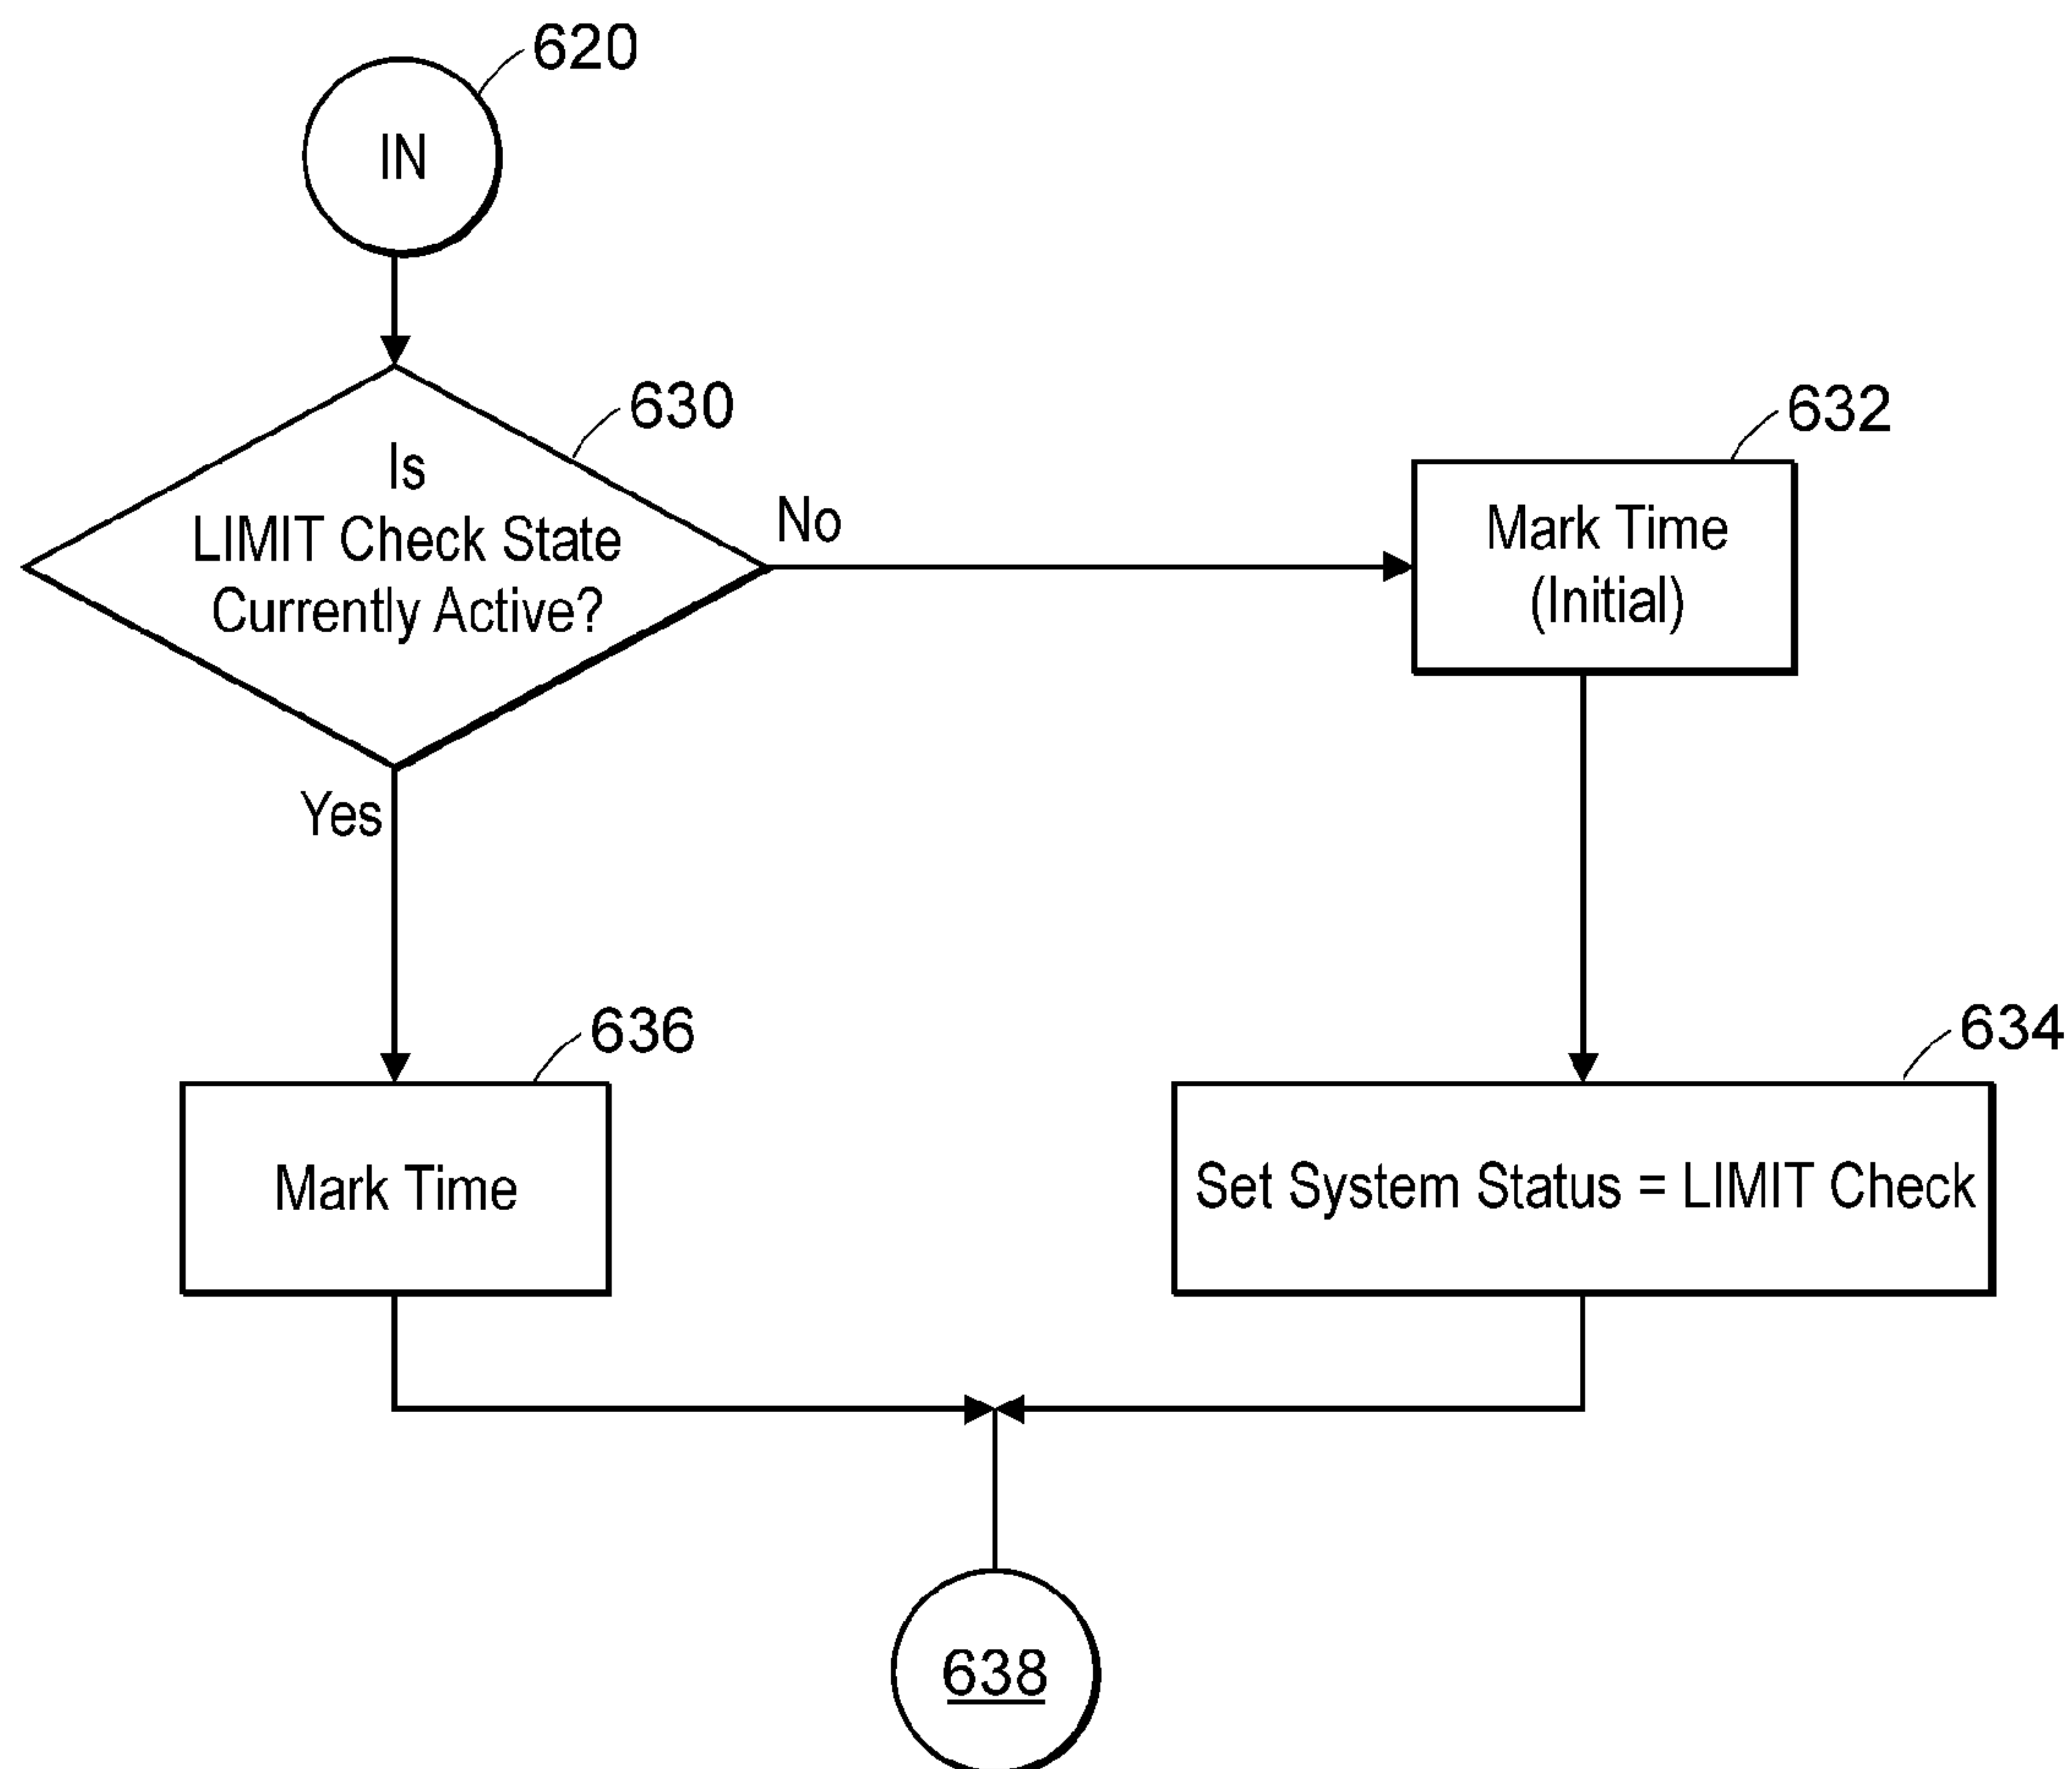 620
IN
630
Is
LIMIT Check State
Currently Active?
No
632
Mark Time
(Initial)
Yes
636
Mark Time
634
Set System Status = LIMIT Check
638